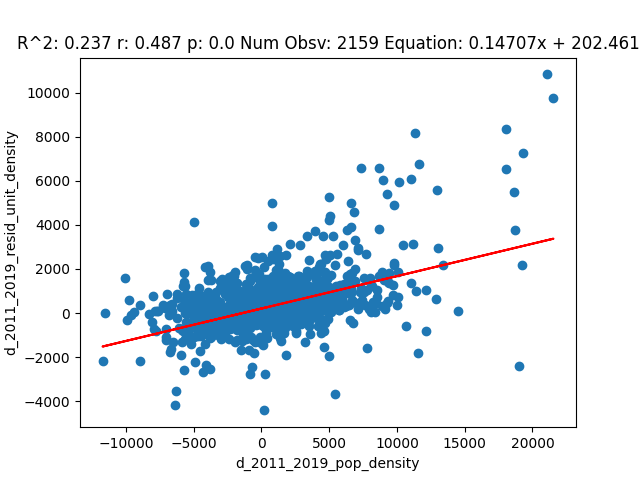 R^2: 0.237 r: 0.487 p: 0.0 Num Obsv: 2159 Equation: 0.14707x + 202.461
10000
8000
6000
4000
2000
0
−2000
−4000
d_2011_2019_resid_unit_density
−10000 −5000 0 5000 10000 15000 20000
d_2011_2019_pop_density